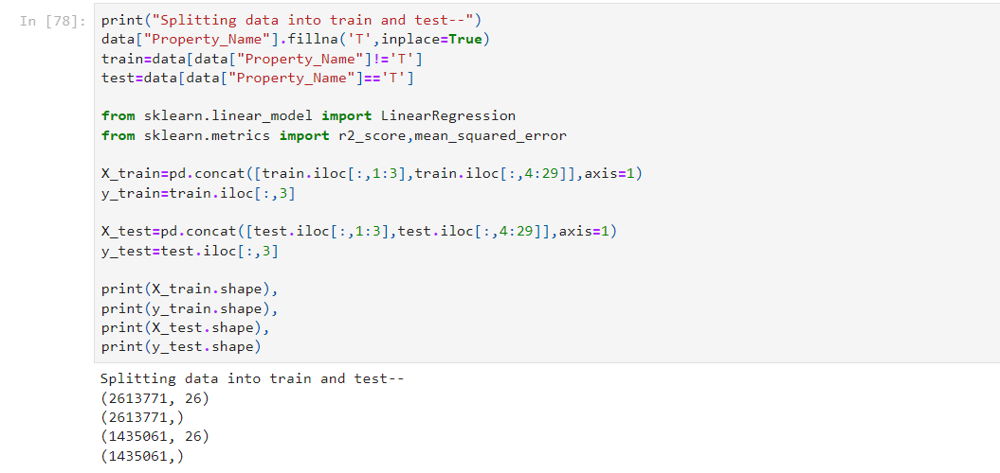 In [78]:
print("Splitting data into train and test--")
data["Property_Name"].fillna('T',inplace=True)
train=data[data["Property_Name"]!='T']
test=data[data["Property_Name"]=='T']
from sklearn.linear_model import LinearRegression
from sklearn.metrics import r2_score,mean_squared_error
X_train=pd.concat([train.iloc[:,1:3],train.iloc[:,4:29]],axis=1)
y_train=train.iloc[:,3]
X_test=pd.concat([test.iloc[:,1:3],test.iloc[:,4:29]],axis=1)
y_test=test.iloc[:,3]
print(X_train.shape),
print(y_train.shape),
print(X_test.shape),
print(y_test.shape)
Splitting data into train and test--
(2613771, 26)
(2613771,)
(1435061, 26)
(1435061,)